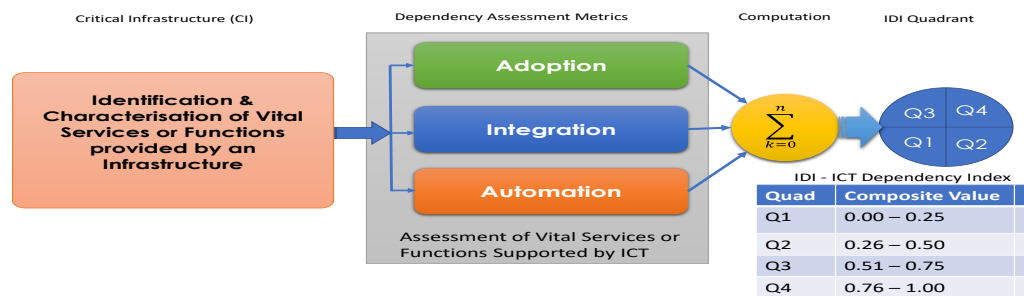 Critical Infrastructure (CI)
Dependency Assessment Metrics
Computation
IDI Quadrant
Identification &
Characterisation of Vital
Services or Functions
provided by an
Infrastructure
Adoption
Integration
Automation
Assessment of Vital Services or
Functions Supported by ICT
n
∑
k=0
Q3 Q4
Q1 Q2
IDI - ICT Dependency Index
Quad Composite Value
Q1 0.00 – 0.25
Q2 0.26 – 0.50
Q3 0.51 – 0.75
Q4 0.76 – 1.00